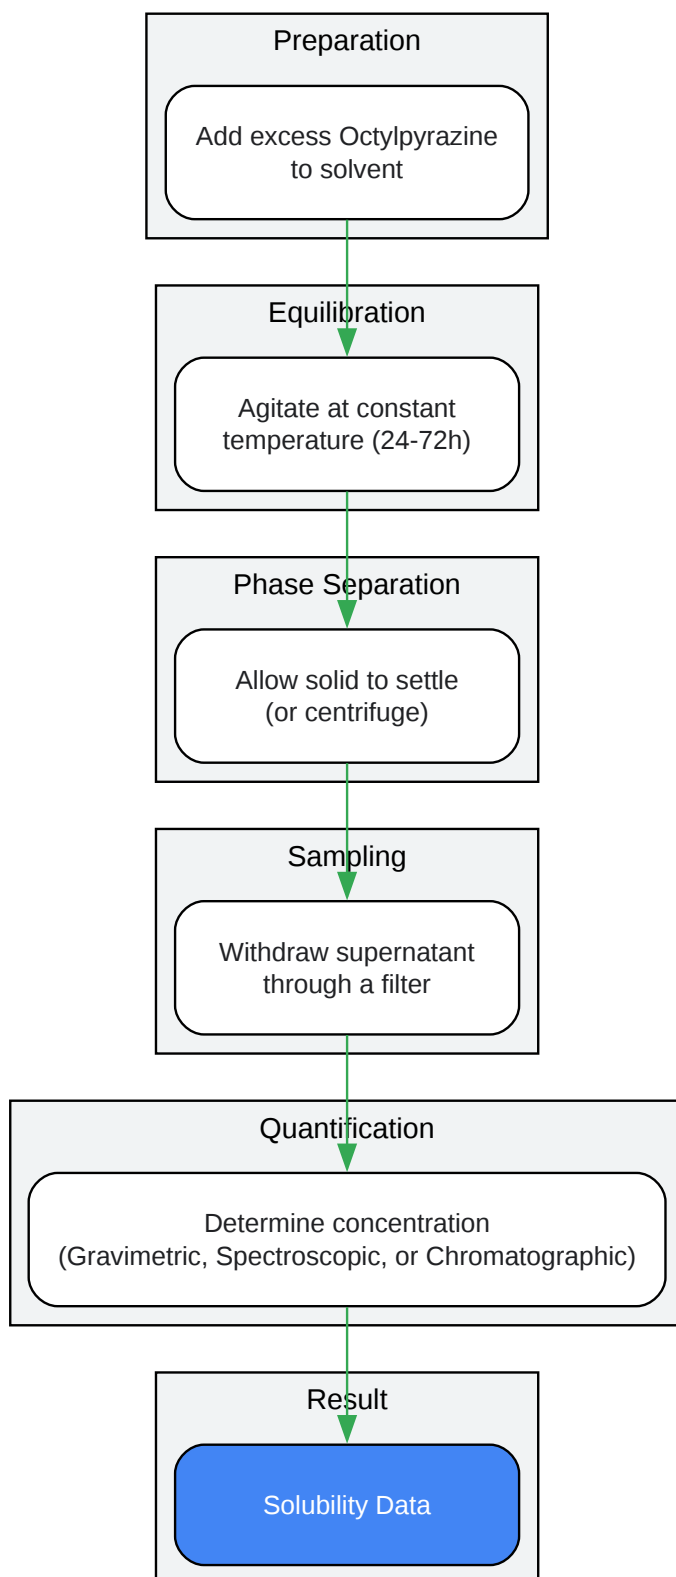 Preparation
Add excess Octylpyrazine
to solvent
Equilibration
Agitate at constant
temperature (24-72h)
Phase Separation
Allow solid to settle
(or centrifuge)
Sampling
Withdraw supernatant
through a filter
Quantification
Determine concentration
(Gravimetric, Spectroscopic, or Chromatographic)
Result
Solubility Data